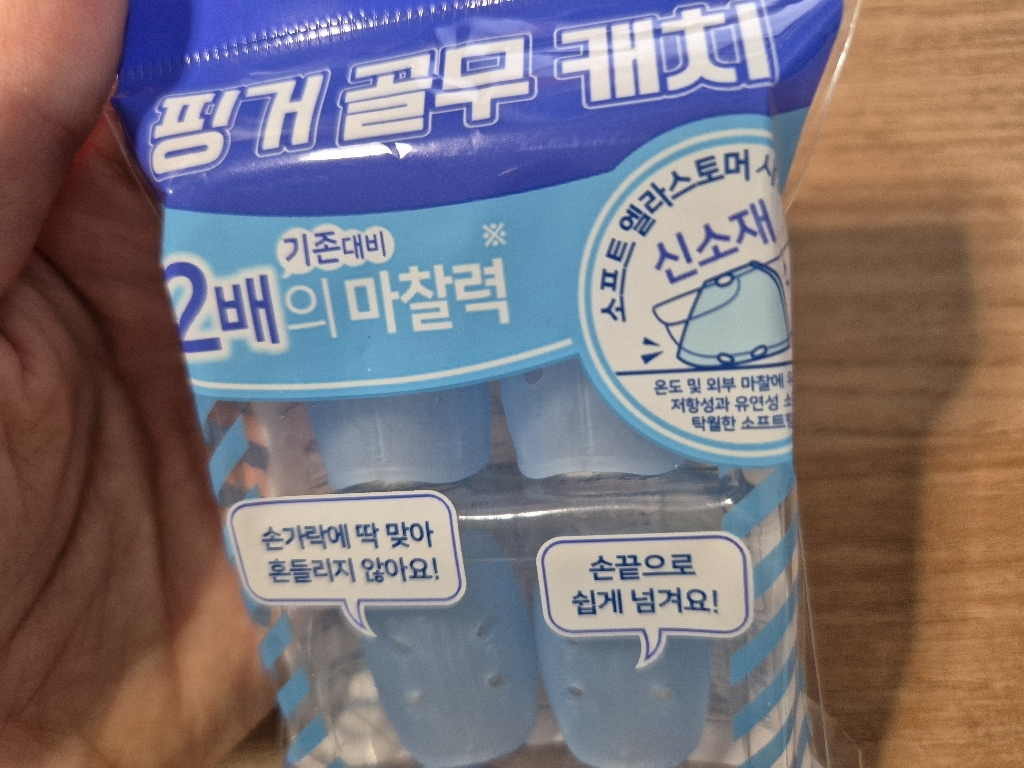 핑거 골무 캐치
기존대비
※
2배의 마찰력
소프트 엘라스토머
신소재
온도 및 외부 마찰에
저항성과 유연성
탁월한
손가락에 딱 맞아
흔들리지 않아요!
손끝으로
쉽게 넘겨요!